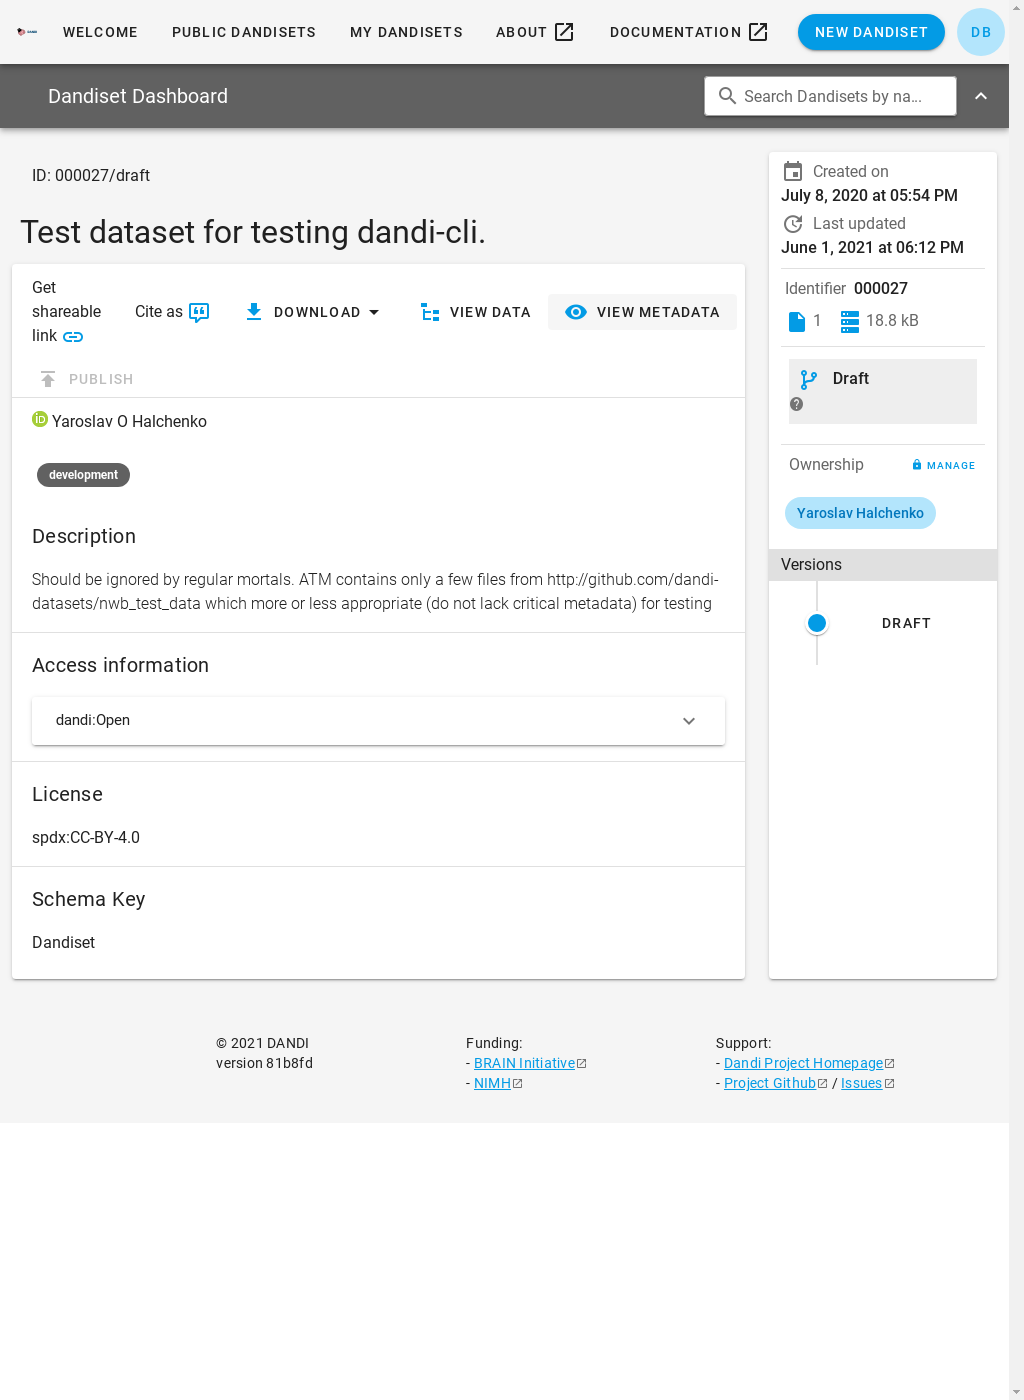 WELCOME
PUBLIC DANDISETS
MY DANDISETS
ABOUT
DOCUMENTATION
NEW DANDISET
DB
Dandiset Dashboard
Search Dandisets by na...
ID: 000027/draft
Test dataset for testing dandi-cli.
Get
shareable
link
Cite as
DOWNLOAD
VIEW DATA
VIEW METADATA
PUBLISH
Yaroslav O Halchenko
development
Description
Should be ignored by regular mortals. ATM contains only a few files from http://github.com/dandi-
datasets/nwb_test_data which more or less appropriate (do not lack critical metadata) for testing
Access information
dandi:Open
License
spdx:CC-BY-4.0
Schema Key
Dandiset
Created on
July 8, 2020 at 05:54 PM
Last updated
June 1, 2021 at 06:12 PM
Identifier 000027
1 18.8 kB
Draft
Ownership
MANAGE
Yaroslav Halchenko
Versions
DRAFT
© 2021 DANDI
version 81b8fd
Funding:
- BRAIN Initiative
- NIMH
Support:
- Dandi Project Homepage
- Project Github / Issues